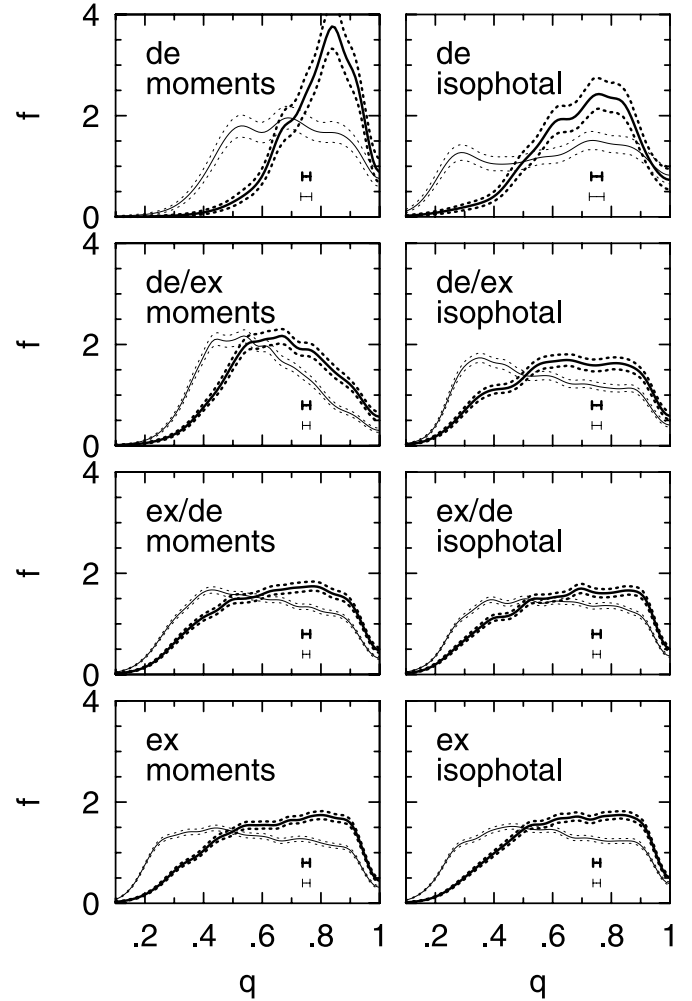 4
de
moments
de
isophotal
f
2
0
4
de/ex
moments
de/ex
isophotal
f
2
0
4
ex/de
moments
ex/de
isophotal
f
2
0
4
ex
moments
ex
isophotal
f
2
0
.2 .4 .6 .8 1 .2 .4 .6 .8 1
q q